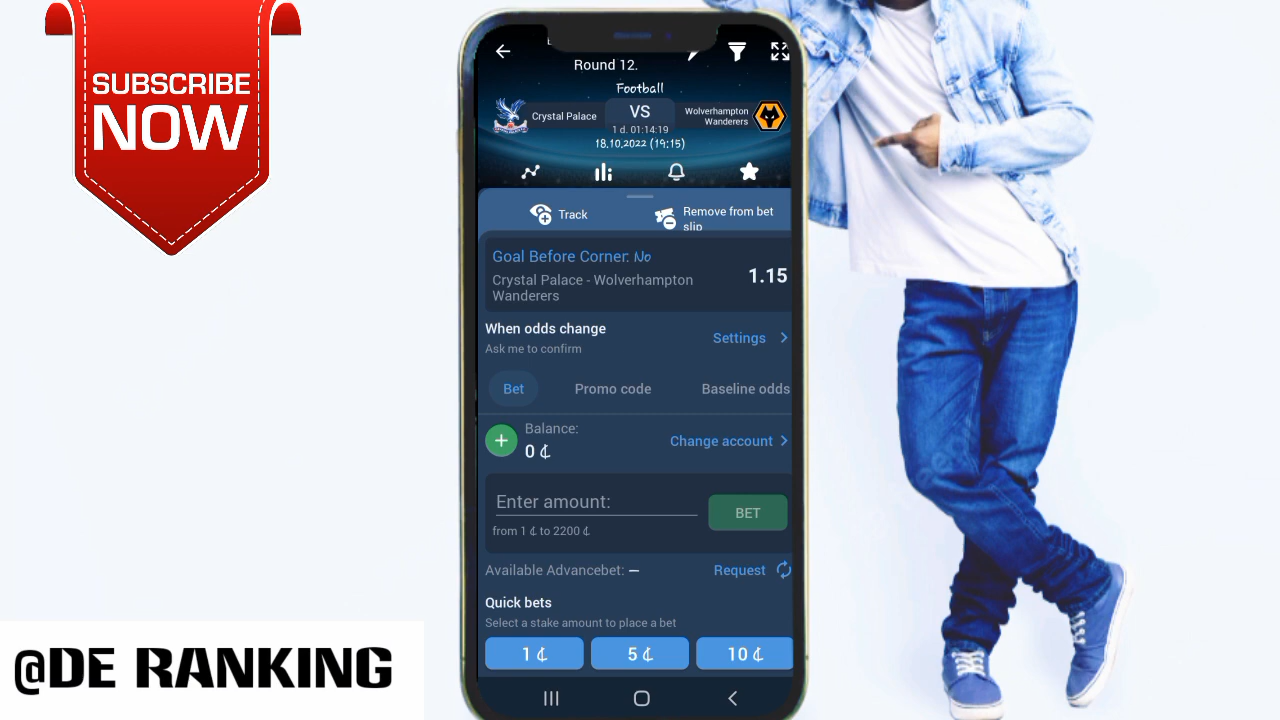 SUBSCRIBE
NOW
@DE RANKING
Round 12.
Football
Crystal Palace
VS
Wolverhampton
Wanderers
1 d. 01:14:19
18.10.2022 (19:15)
Track
Remove from bet
slip
Goal Before Corner: No
Crystal Palace - Wolverhampton
Wanderers
1.15
When odds change
Ask me to confirm
Settings
Bet
Promo code
Baseline odds
Balance:
0 ₵
Change account
Enter amount:
BET
from 1 ₵ to 2200 ₵
Available Advancebet: –
Request
Quick bets
Select a stake amount to place a bet
1 ₵
5 ₵
10 ₵